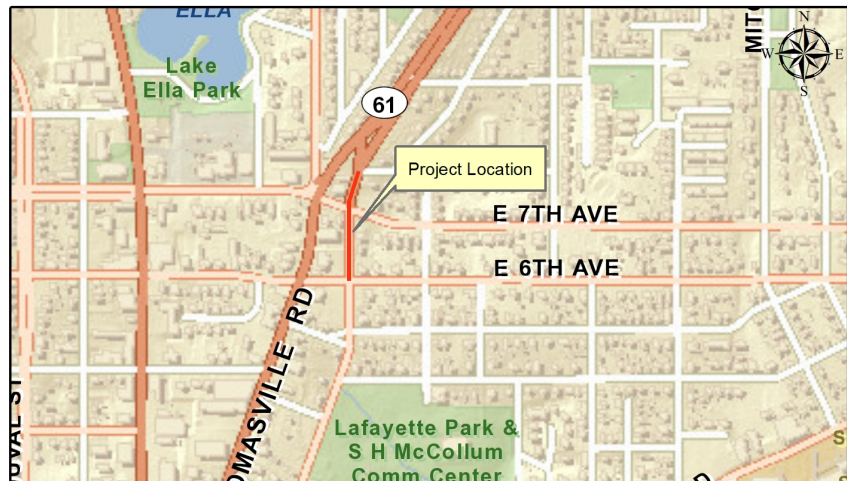 ELLA
Lake
Ella Park
61
N
W
E
S
Project Location
E 7TH AVE
E 6TH AVE
OMASVILLE RD
UVAL ST
Lafayette Park &
S H McCollum
Comm Center